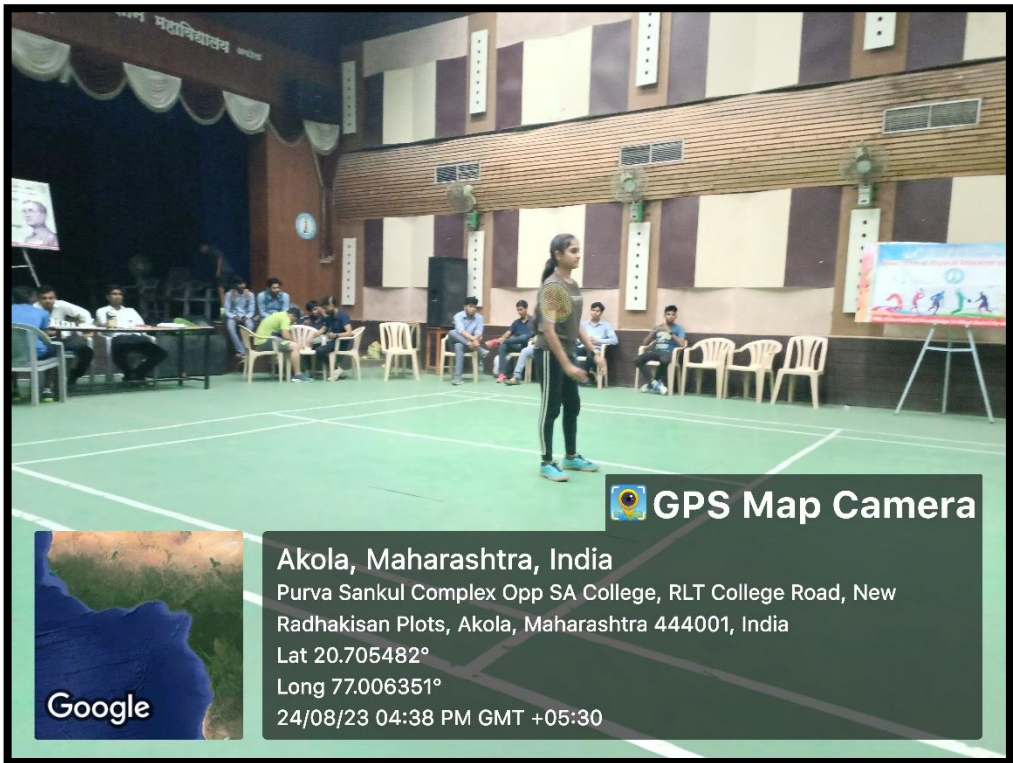 महाविद्यालय अकोला
GPS Map Camera
Akola, Maharashtra, India
Purva Sankul Complex Opp SA College, RLT College Road, New
Radhakisan Plots, Akola, Maharashtra 444001, India
Lat 20.705482°
Long 77.006351°
24/08/23 04:38 PM GMT +05:30
Google